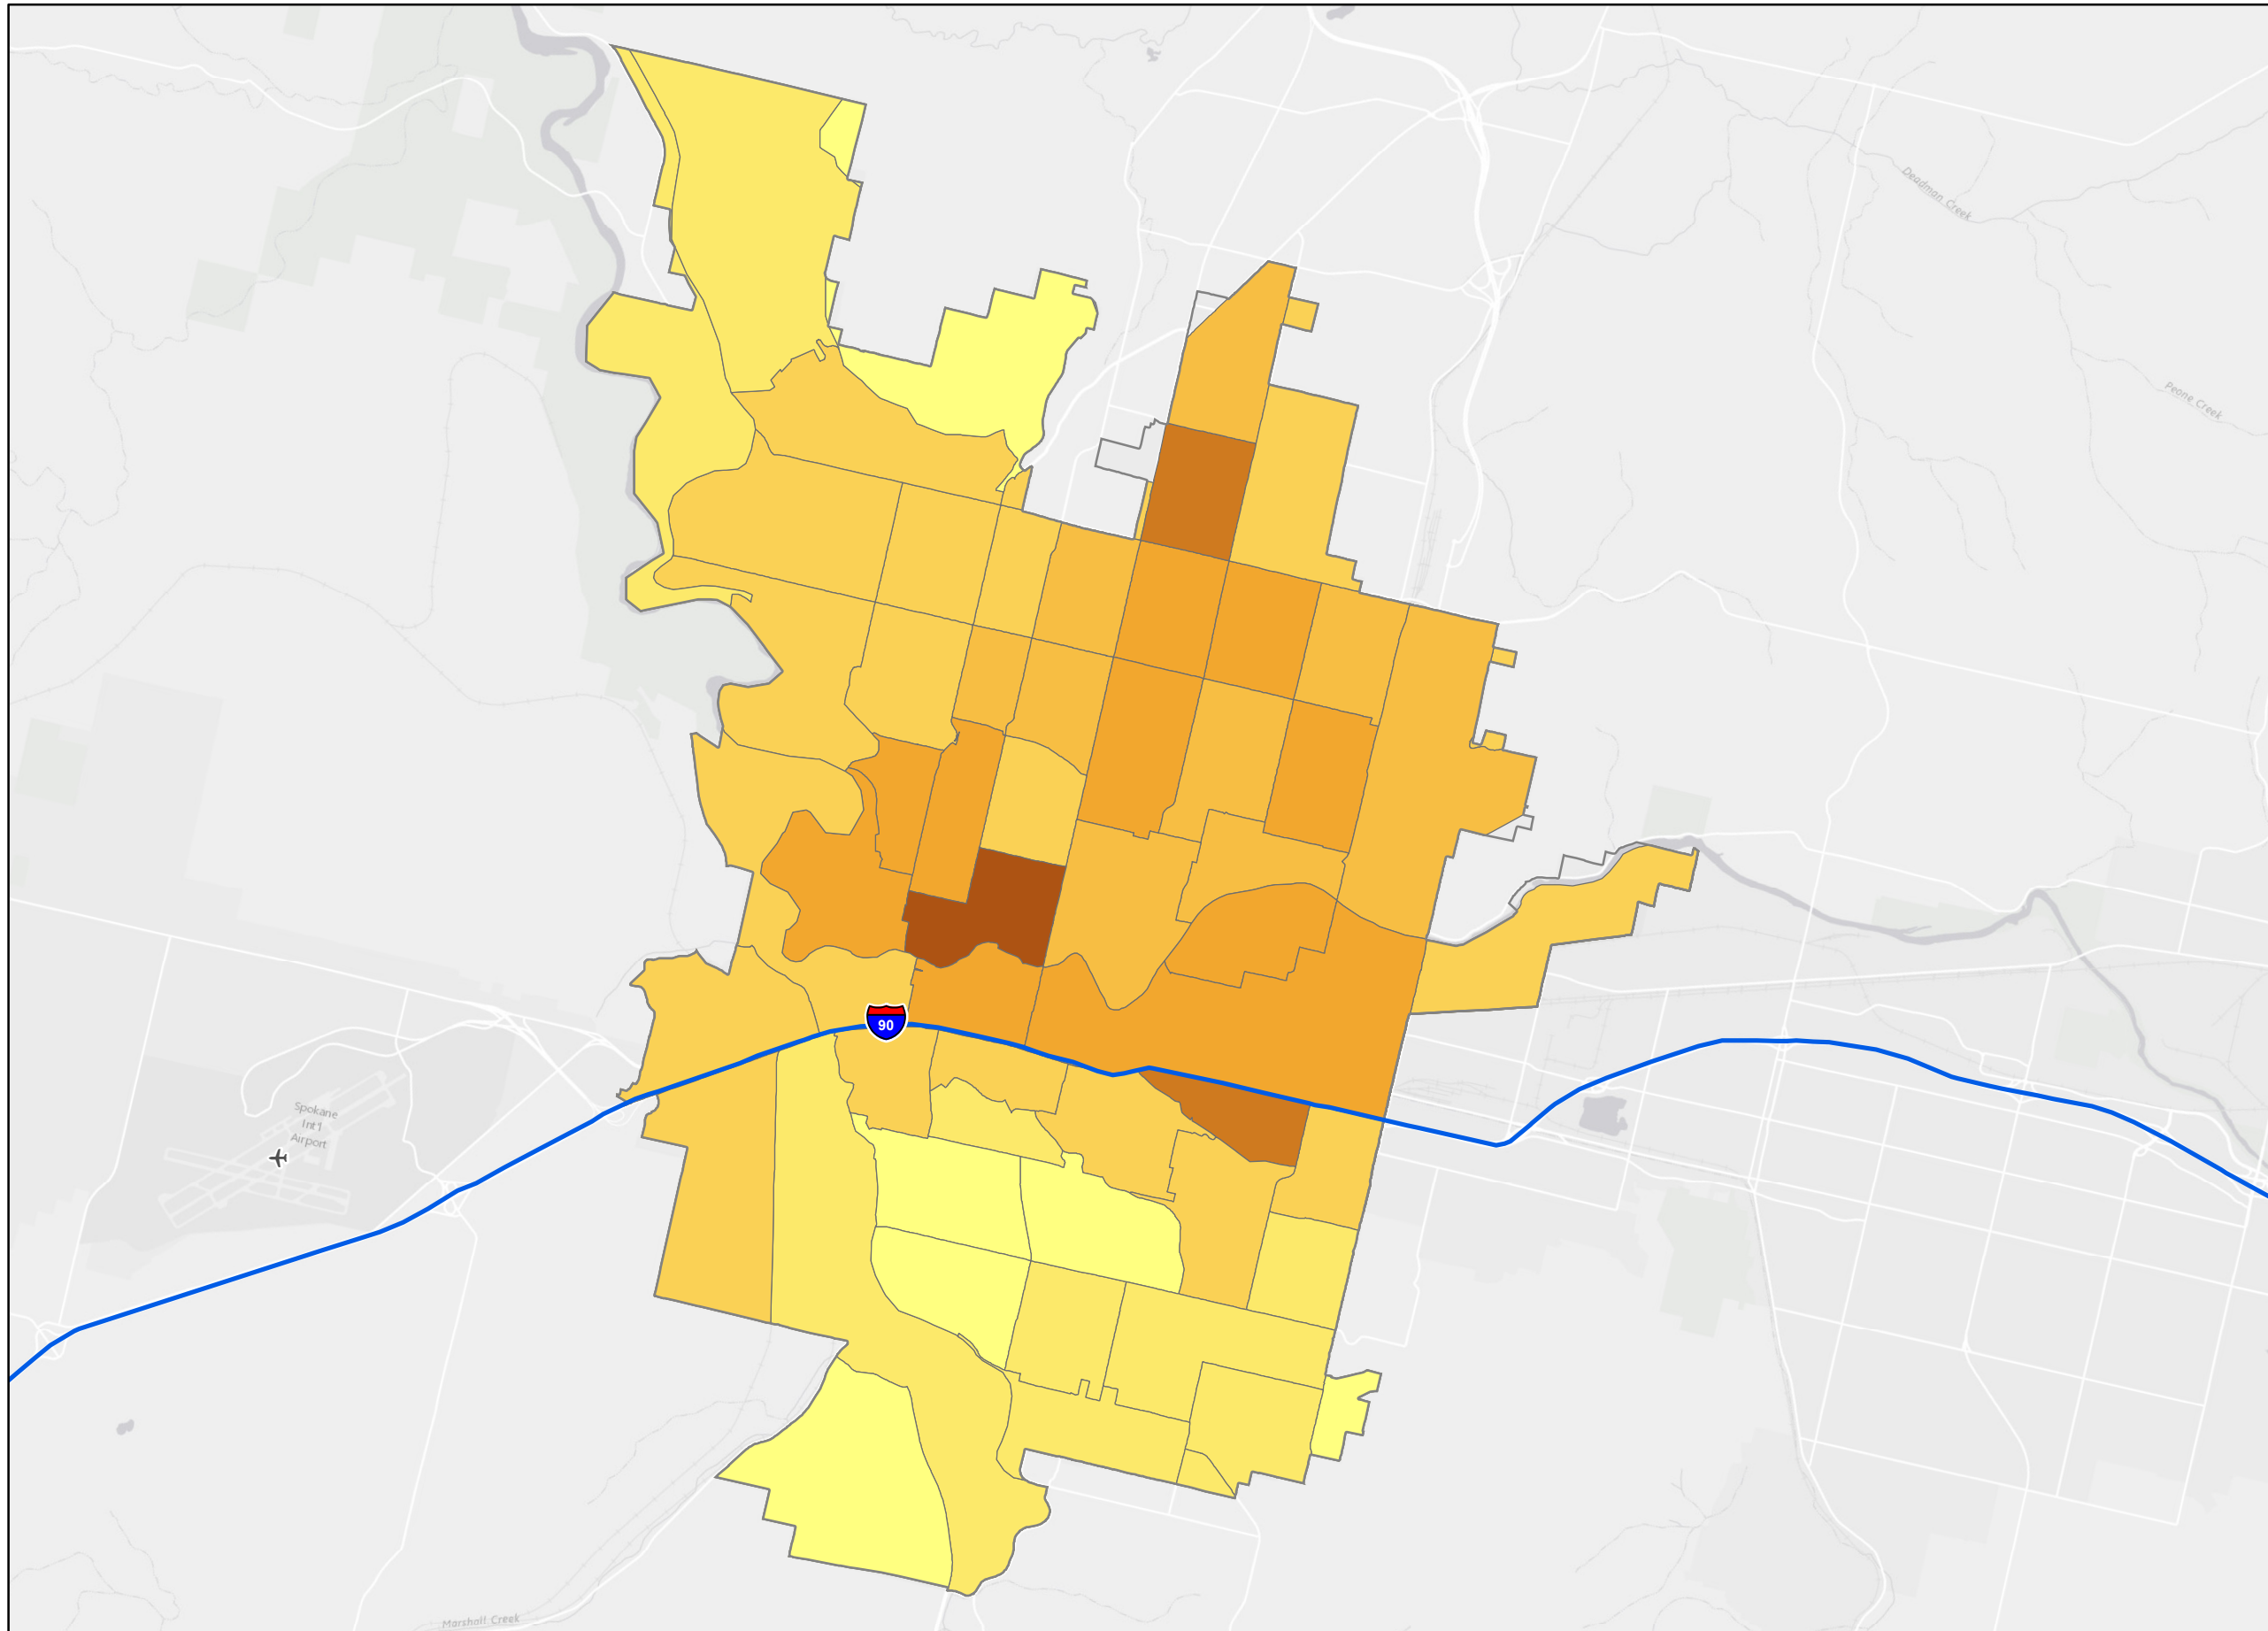 Deadman Creek
Peone Creek
90
Spokane
Int'l
Airport
Marshall Creek